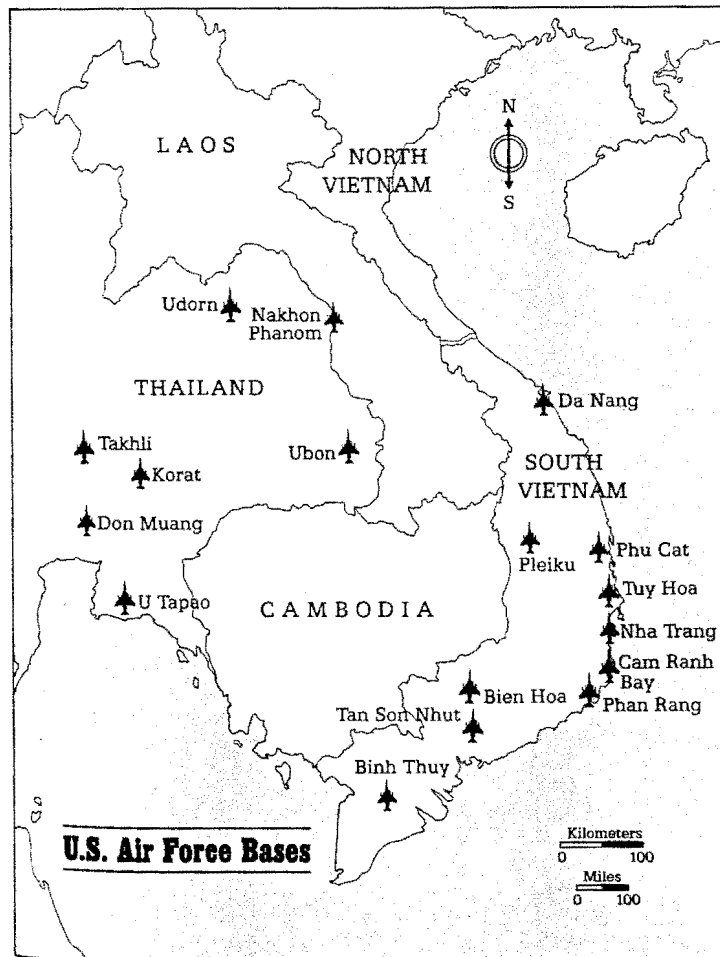 N
LAOS
NORTH
VIETNAM
S
Udorn
Nakhon
Phanom
THAILAND
Da Nang
Takhli
Ubon
Korat
SOUTH
VIETNAM
Don Muang
Pleiku
Phu Cat
Tuy Hoa
U Tapao
CAMBODIA
Nha Trang
Cam Ranh
Bay
Bien Hoa
Phan Rang
Tan Son Nhut
Binh Thuy
U.S. Air Force Bases
Kilometers
0 100
Miles
0 100